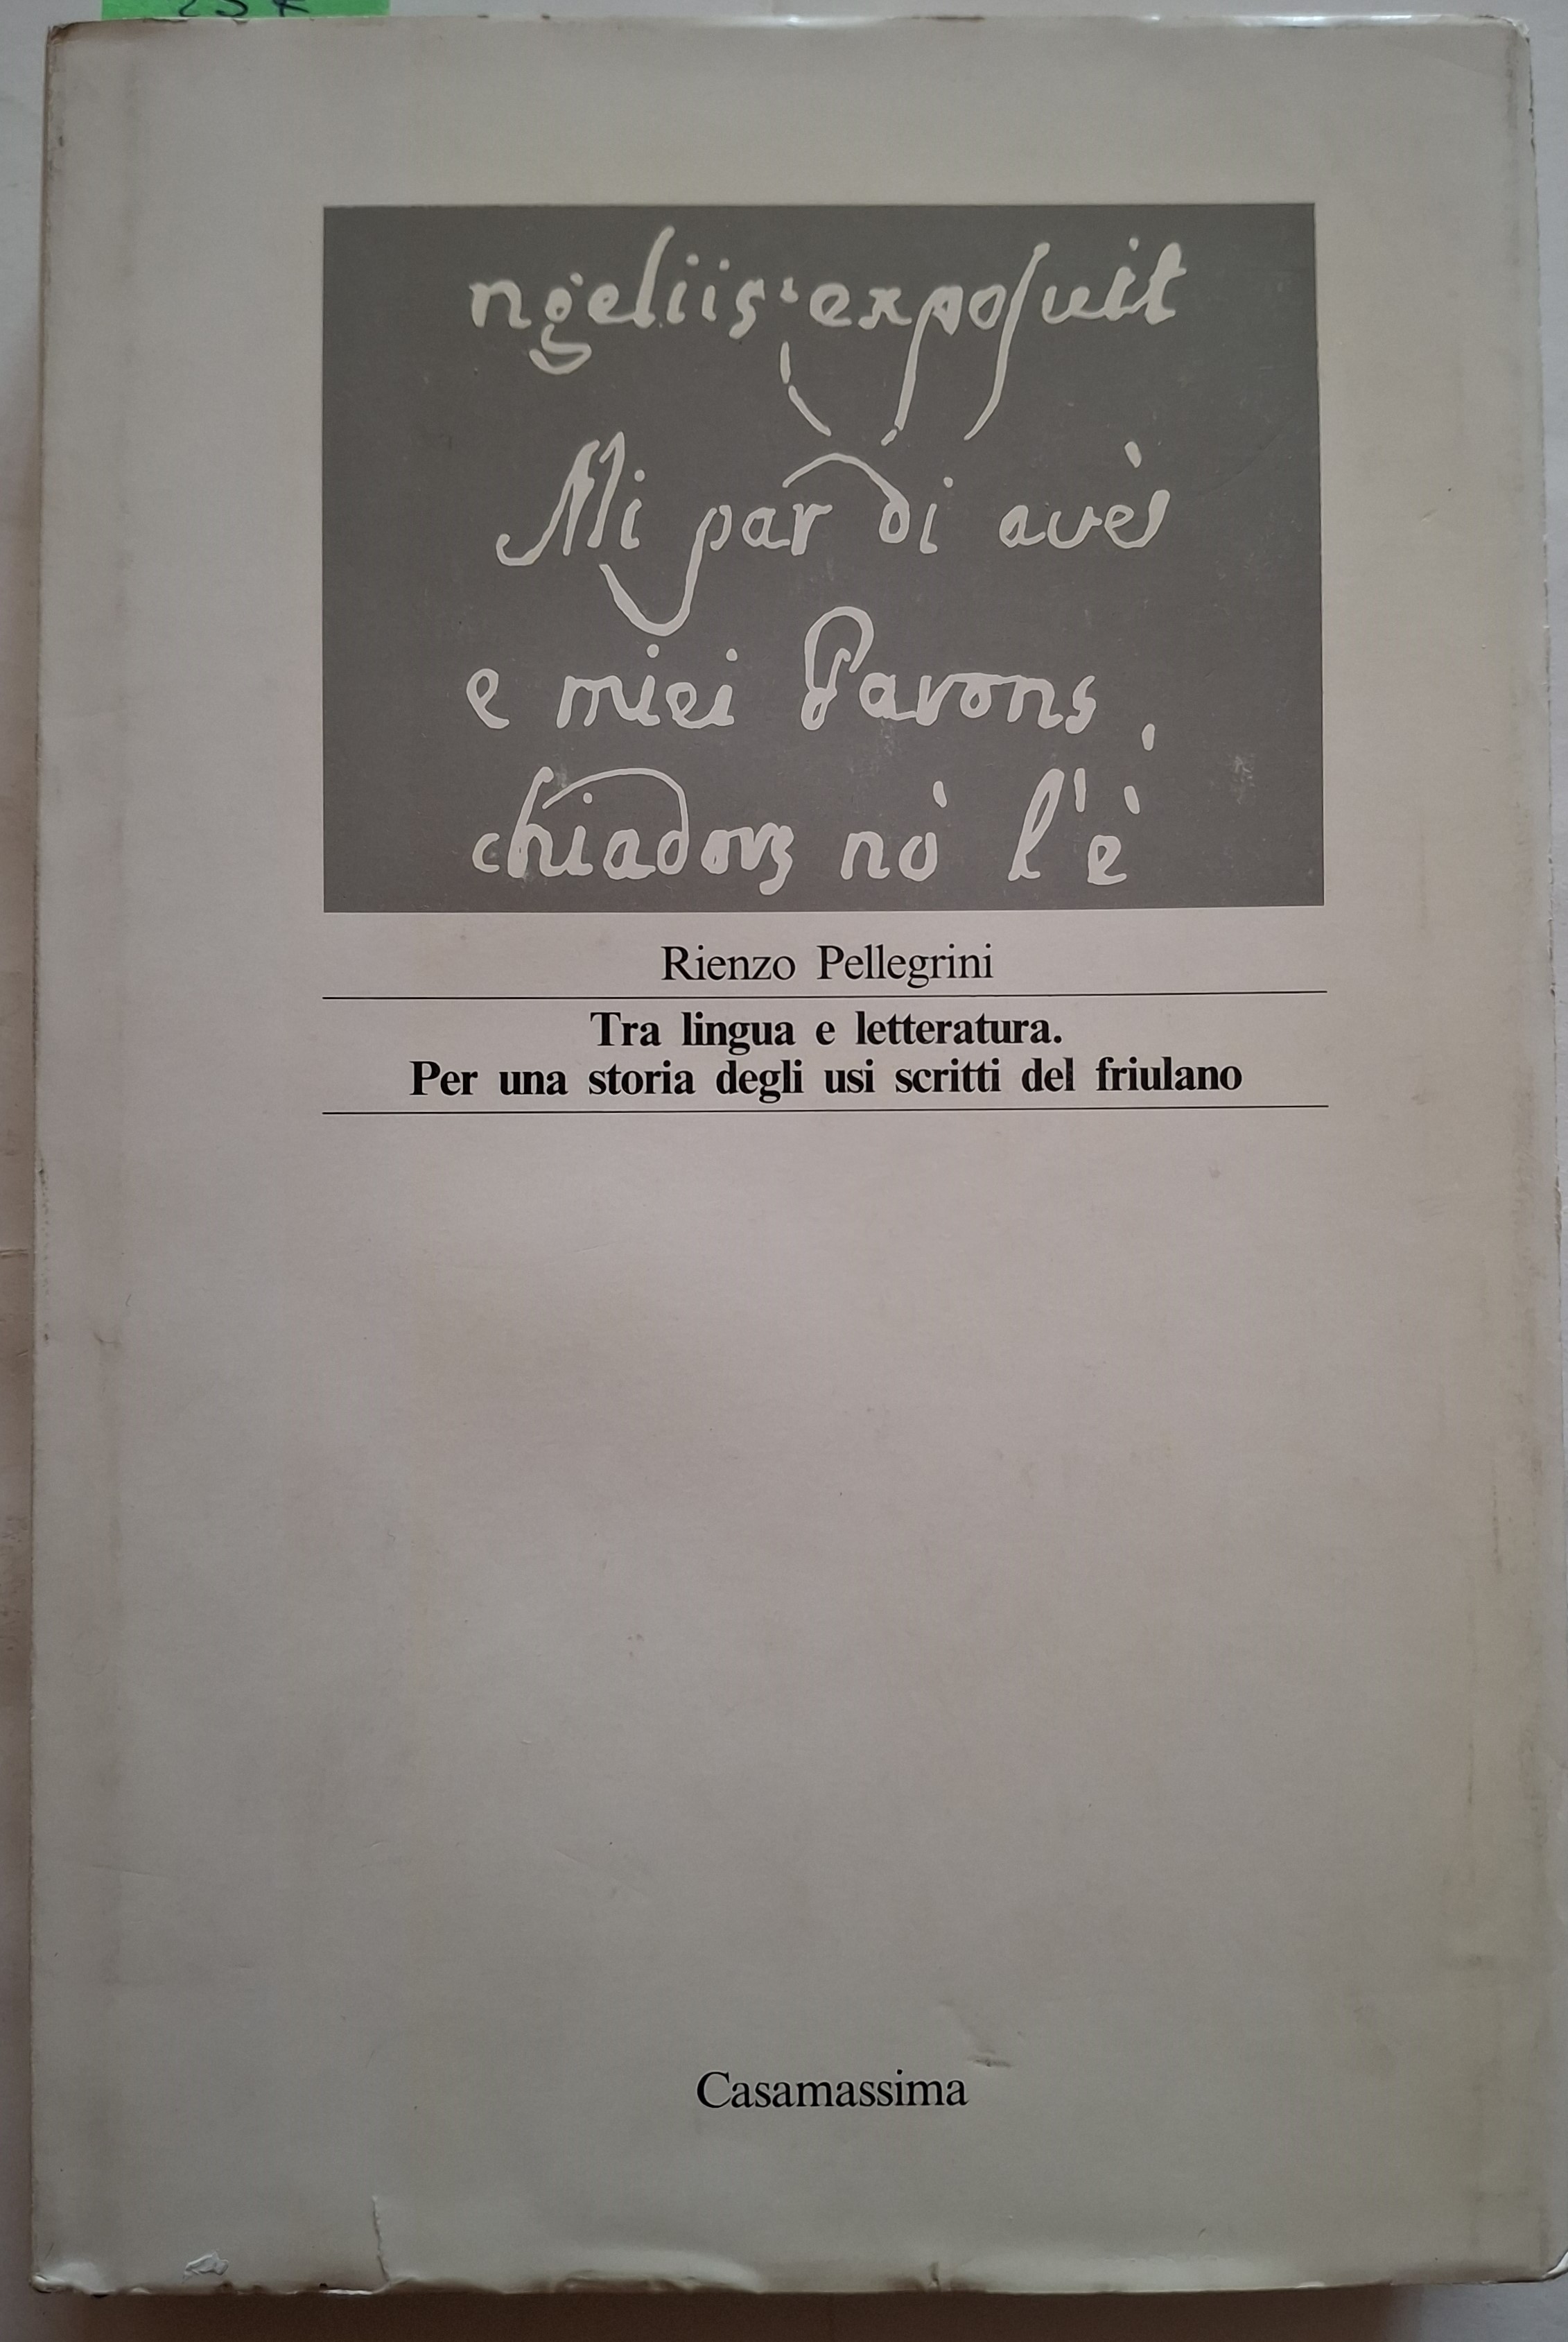 ngeliis exposuit
Mi par di avè
e miei Parons,
chiadorz nò l'è
Rienzo Pellegrini
Tra lingua e letteratura.
Per una storia degli usi scritti del friulano
Casamassima